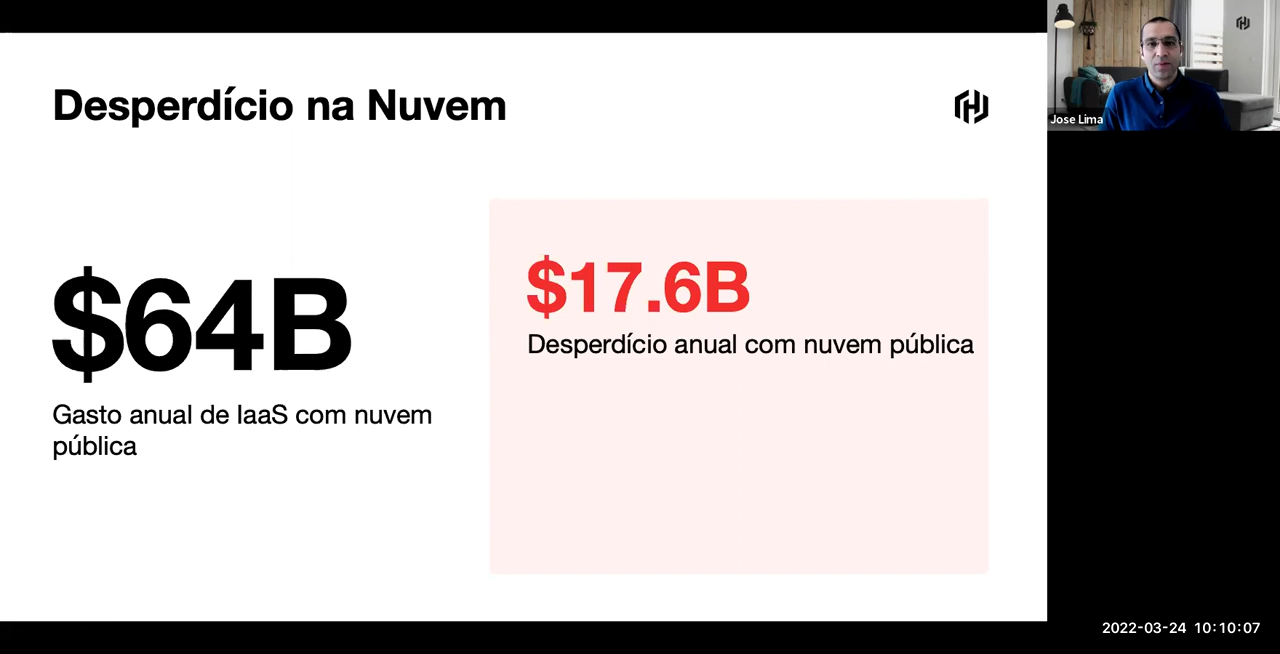 Desperdício na Nuvem
$64B
Gasto anual de IaaS com nuvem
pública
$17.6B
Desperdício anual com nuvem pública
Jose Lima
2022-03-24 10:10:07